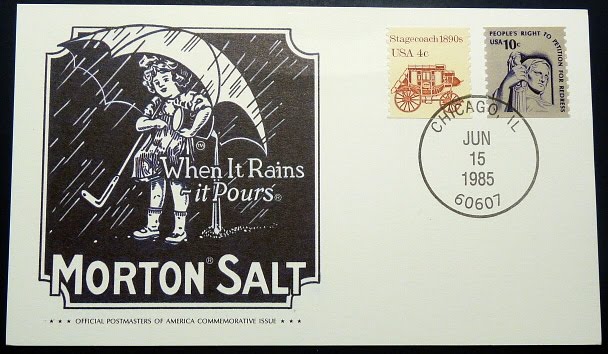 Stagecoach 1890s
USA 4c
PEOPLE'S RIGHT TO PETITION FOR REDRESS
USA 10c
CHICAGO, IL
JUN
15
1985
60607
TM
When It Rains
it Pours®
MORTON® SALT
★ ★ ★ OFFICIAL POSTMASTERS OF AMERICA COMMEMORATIVE ISSUE ★ ★ ★